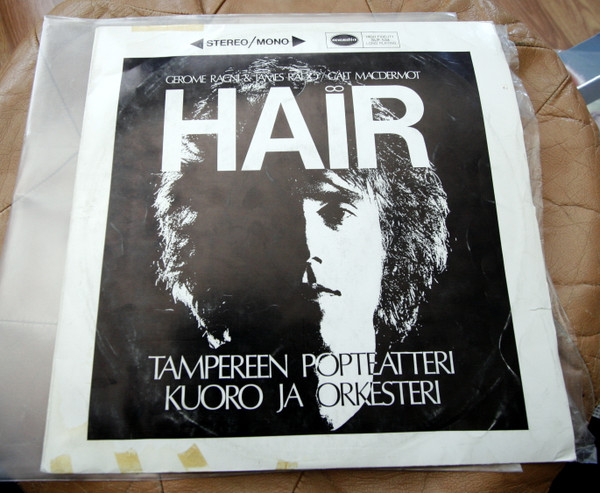 STEREO/MONO
GEROME RAGNI & JAMES RADO / GALT MACDERMOT
HAÏR
TAMPEREEN POPTEATTERI
KUORO JA ORKESTERI